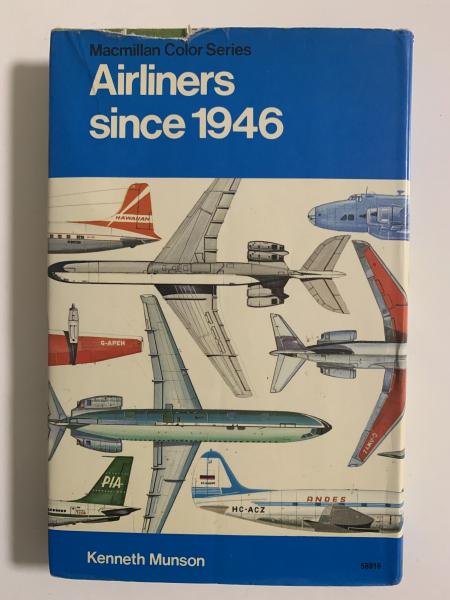 Macmillan Color Series
Airliners
since 1946
HAWAIIAN
G-APEH
PIA
ANDES
HC-ACZ
Kenneth Munson
58816